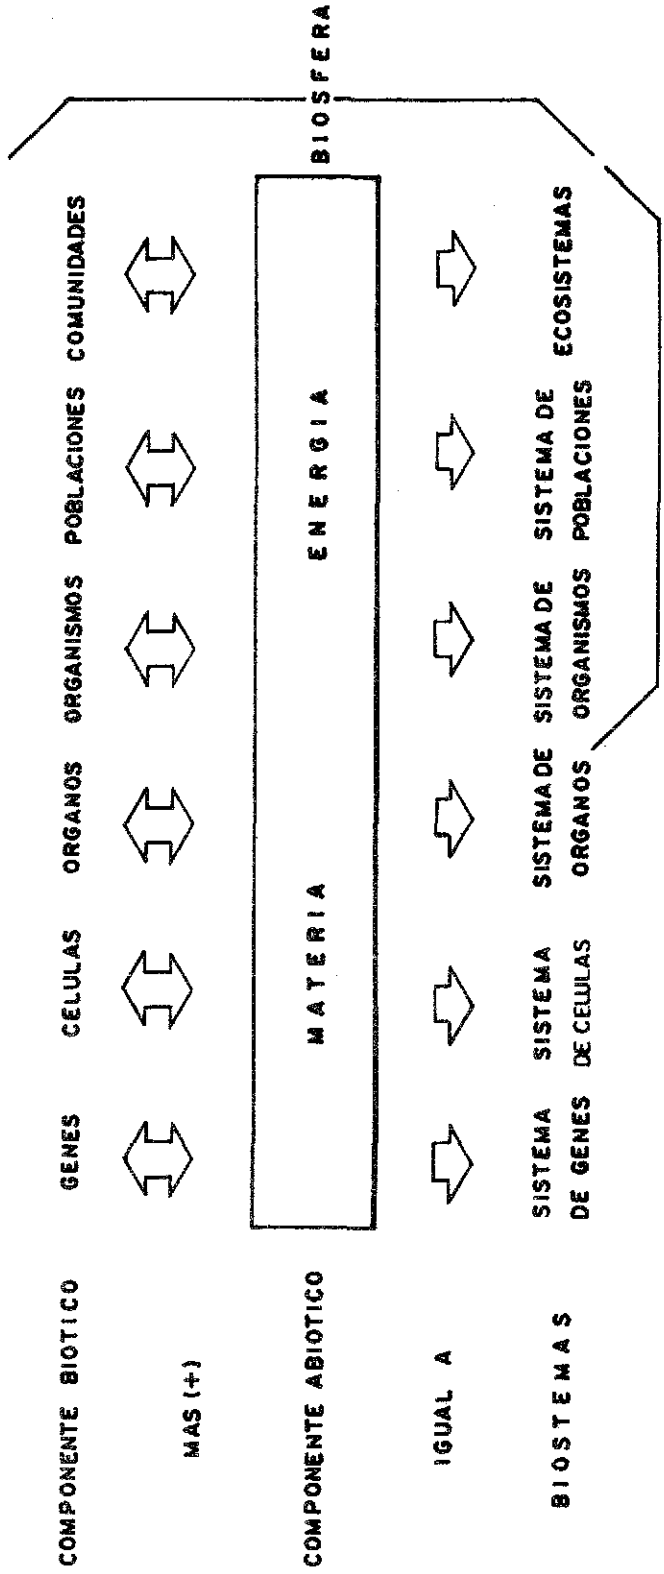 COMPONENTE BIOTICO
GENES CELULAS ORGANOS ORGANISMOS POBLACIONES COMUNIDADES
MAS (+)
COMPONENTE ABIOTICO
MATERIA ENERGIA
BIOSFERA
IGUAL A
BIOSTEMAS
SISTEMA
DE GENES
SISTEMA
DE CELULAS
SISTEMA DE
ORGANOS
SISTEMA DE
ORGANISMOS
SISTEMA DE
POBLACIONES
ECOSISTEMAS